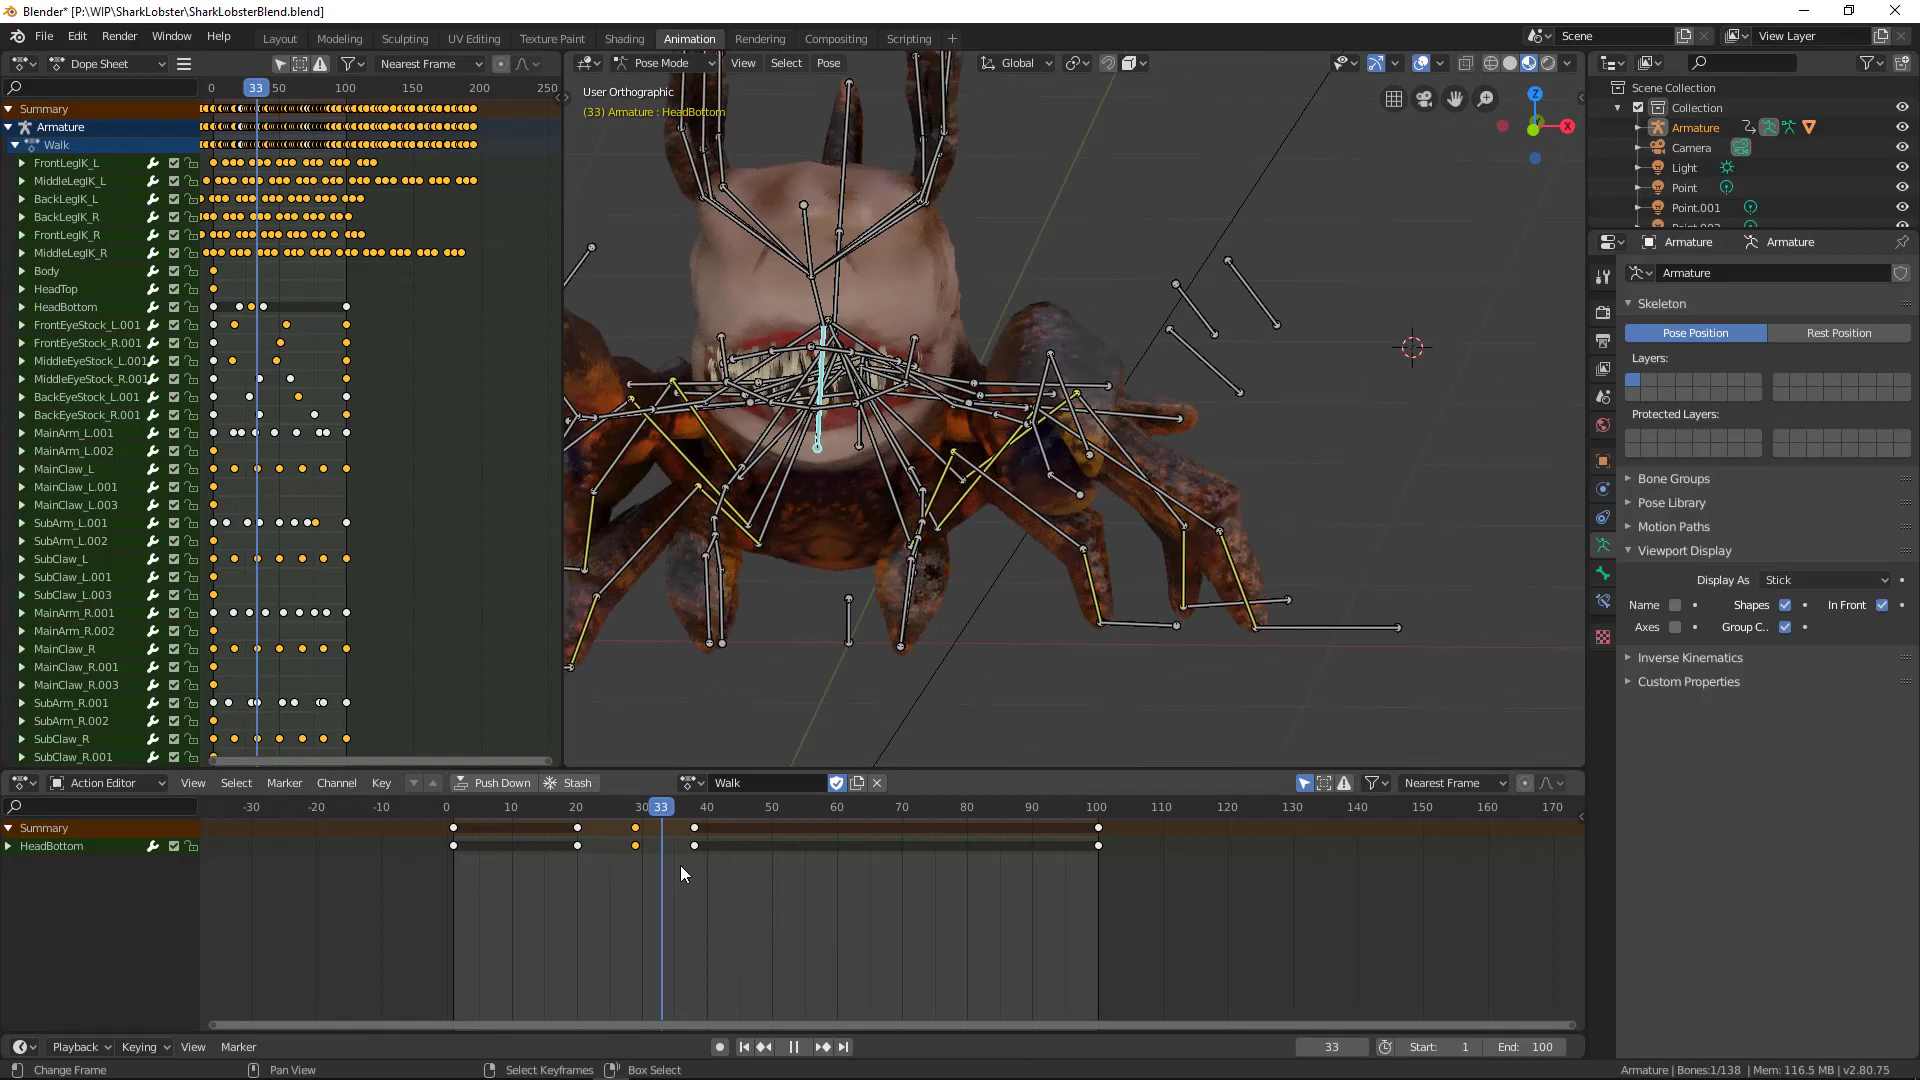 Blender* [P:\WIP\SharkLobster\SharkLobsterBlend.blend]
File Edit Render Window Help Layout Modeling Sculpting UV Editing Texture Paint Shading Animation Rendering Compositing Scripting + Scene View Layer
Dope Sheet Nearest Frame Pose Mode View Select Pose Global
0 33 50 100 150 200 250
User Orthographic
(33) Armature : HeadBottom
Z
X
Summary
Armature
Walk
FrontLegIK_L
MiddleLegIK_L
BackLegIK_L
BackLegIK_R
FrontLegIK_R
MiddleLegIK_R
Body
HeadTop
HeadBottom
FrontEyeStock_L.001
FrontEyeStock_R.001
MiddleEyeStock_L.001
MiddleEyeStock_R.001
BackEyeStock_L.001
BackEyeStock_R.001
MainArm_L.001
MainArm_L.002
MainClaw_L
MainClaw_L.001
MainClaw_L.003
SubArm_L.001
SubArm_L.002
SubClaw_L
SubClaw_L.001
SubClaw_L.003
MainArm_R.001
MainArm_R.002
MainClaw_R
MainClaw_R.001
MainClaw_R.003
SubArm_R.001
SubArm_R.002
SubClaw_R
SubClaw_R.001
Scene Collection
Collection
Armature
Camera
Light
Point
Point.001
Armature Armature
Armature
Skeleton
Pose Position Rest Position
Layers:
Protected Layers:
Bone Groups
Pose Library
Motion Paths
Viewport Display
Display As Stick
Name Shapes In Front
Axes Group C..
Inverse Kinematics
Custom Properties
Action Editor View Select Marker Channel Key Push Down Stash Walk Nearest Frame
-30 -20 -10 0 10 20 30 33 40 50 60 70 80 90 100 110 120 130 140 150 160 170
Summary
HeadBottom
Playback Keying View Marker 33 Start: 1 End: 100
Change Frame Pan View Select Keyframes Box Select Armature | Bones:1/138 | Mem: 116.5 MB | v2.80.75